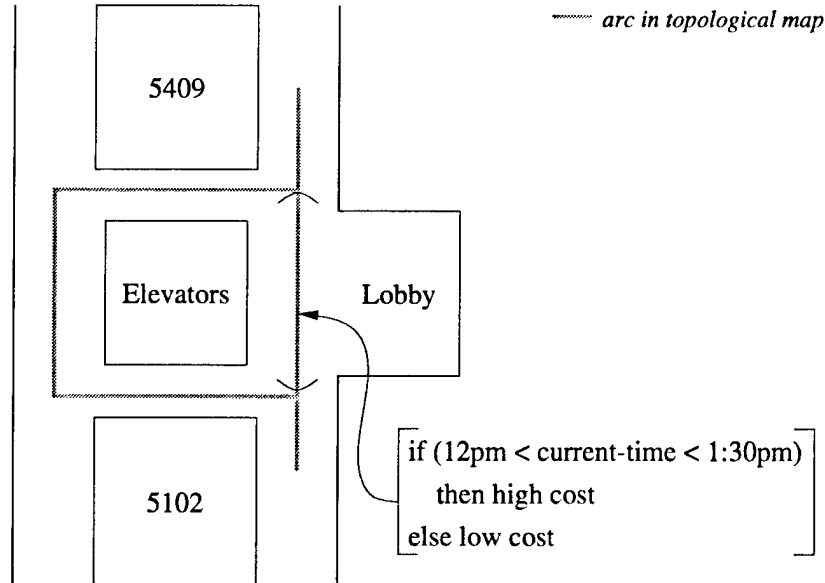 arc in topological map
5409
Elevators
Lobby
if (12pm < current-time < 1:30pm)
then high cost
else low cost
5102